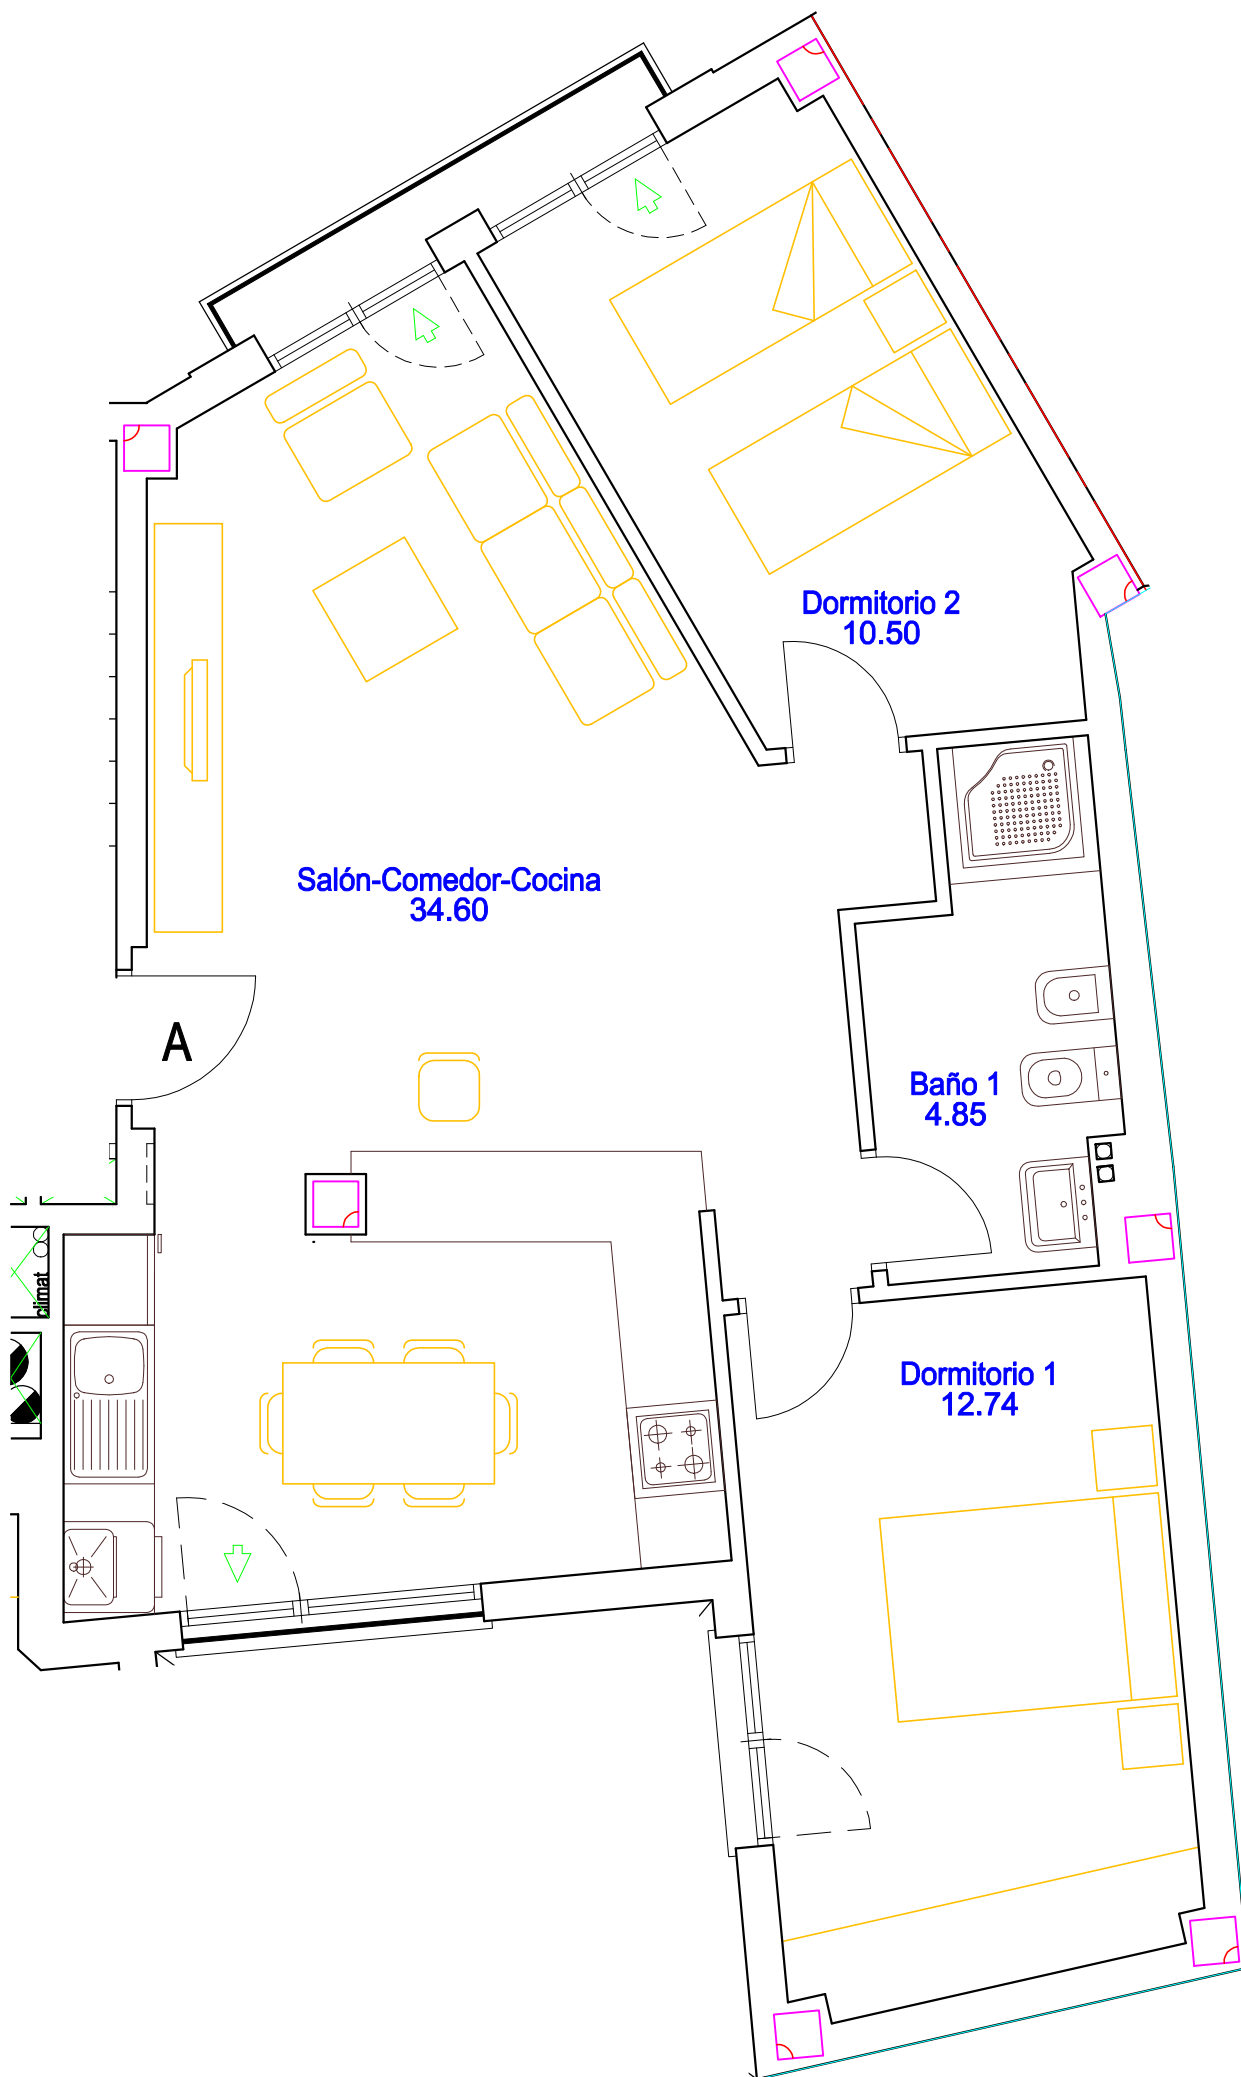 Dormitorio 2
10.50
Salón-Comedor-Cocina
34.60
A
Baño 1
4.85
climat
Dormitorio 1
12.74